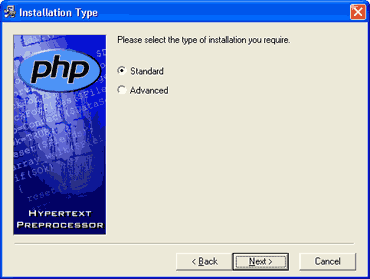 Installation Type
Please select the type of installation you require.
php
Standard
Advanced
HYPERTEXT
PREPROCESSOR
< Back
Next >
Cancel